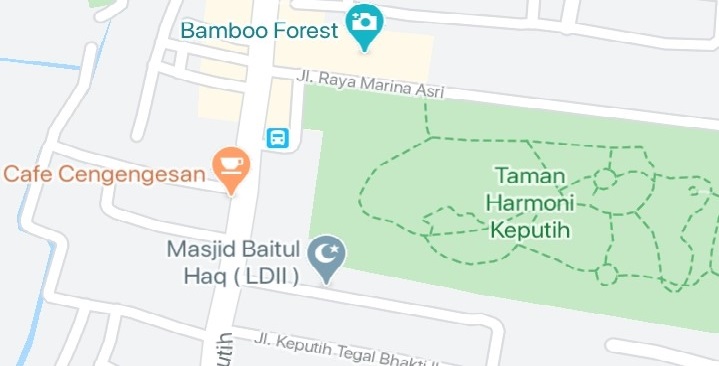 Bamboo Forest
Jl. Raya Marina Asri
Cafe Cengengesan
Taman
Harmoni
Keputih
Masjid Baitul
Haq ( LDII )
Jl. Keputih Tegal Bhakti